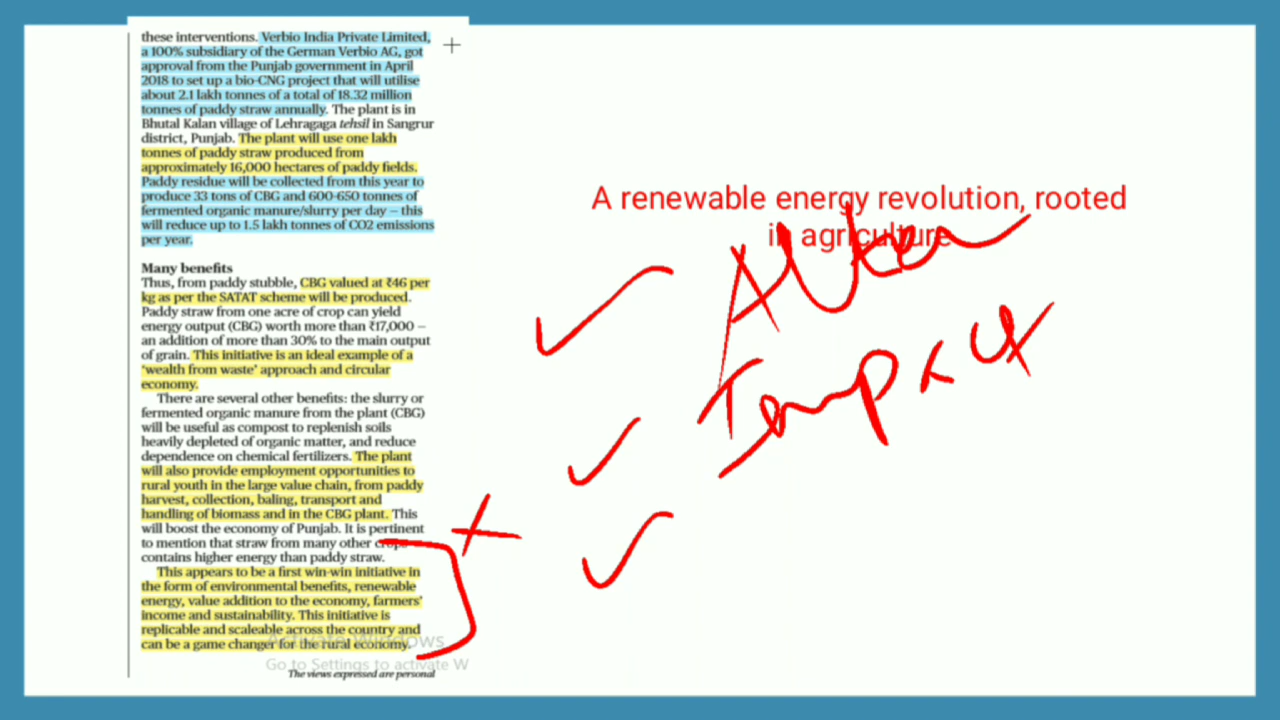 these interventions. Verbio India Private Limited,
a 100% subsidiary of the German Verbio AG, got
approval from the Punjab government in April
2018 to set up a bio-CNG project that will utilise
about 2.1 lakh tonnes of a total of 18.32 million
tonnes of paddy straw annually. The plant is in
Bhutal Kalan village of Lehragaga tehsil in Sangrur
district, Punjab. The plant will use one lakh
tonnes of paddy straw produced from
approximately 16,000 hectares of paddy fields.
Paddy residue will be collected from this year to
produce 33 tons of CBG and 600-650 tonnes of
fermented organic manure/slurry per day – this
will reduce up to 1.5 lakh tonnes of CO2 emissions
per year.
Many benefits
Thus, from paddy stubble, CBG valued at ₹46 per
kg as per the SATAT scheme will be produced.
Paddy straw from one acre of crop can yield
energy output (CBG) worth more than ₹17,000 –
an addition of more than 30% to the main output
of grain. This initiative is an ideal example of a
‘wealth from waste’ approach and circular
economy.
There are several other benefits: the slurry or
fermented organic manure from the plant (CBG)
will be useful as compost to replenish soils
heavily depleted of organic matter, and reduce
dependence on chemical fertilizers. The plant
will also provide employment opportunities to
rural youth in the large value chain, from paddy
harvest, collection, baling, transport and
handling of biomass and in the CBG plant. This
will boost the economy of Punjab. It is pertinent
to mention that straw from many other crops
contains higher energy than paddy straw.
This appears to be a first win-win initiative in
the form of environmental benefits, renewable
energy, value addition to the economy, farmers’
income and sustainability. This initiative is
replicable and scaleable across the country and
can be a game changer for the rural economy.
The views expressed are personal
Activate Windows
Go to Settings to activate W
A renewable energy revolution, rooted
in agriculture
Impact